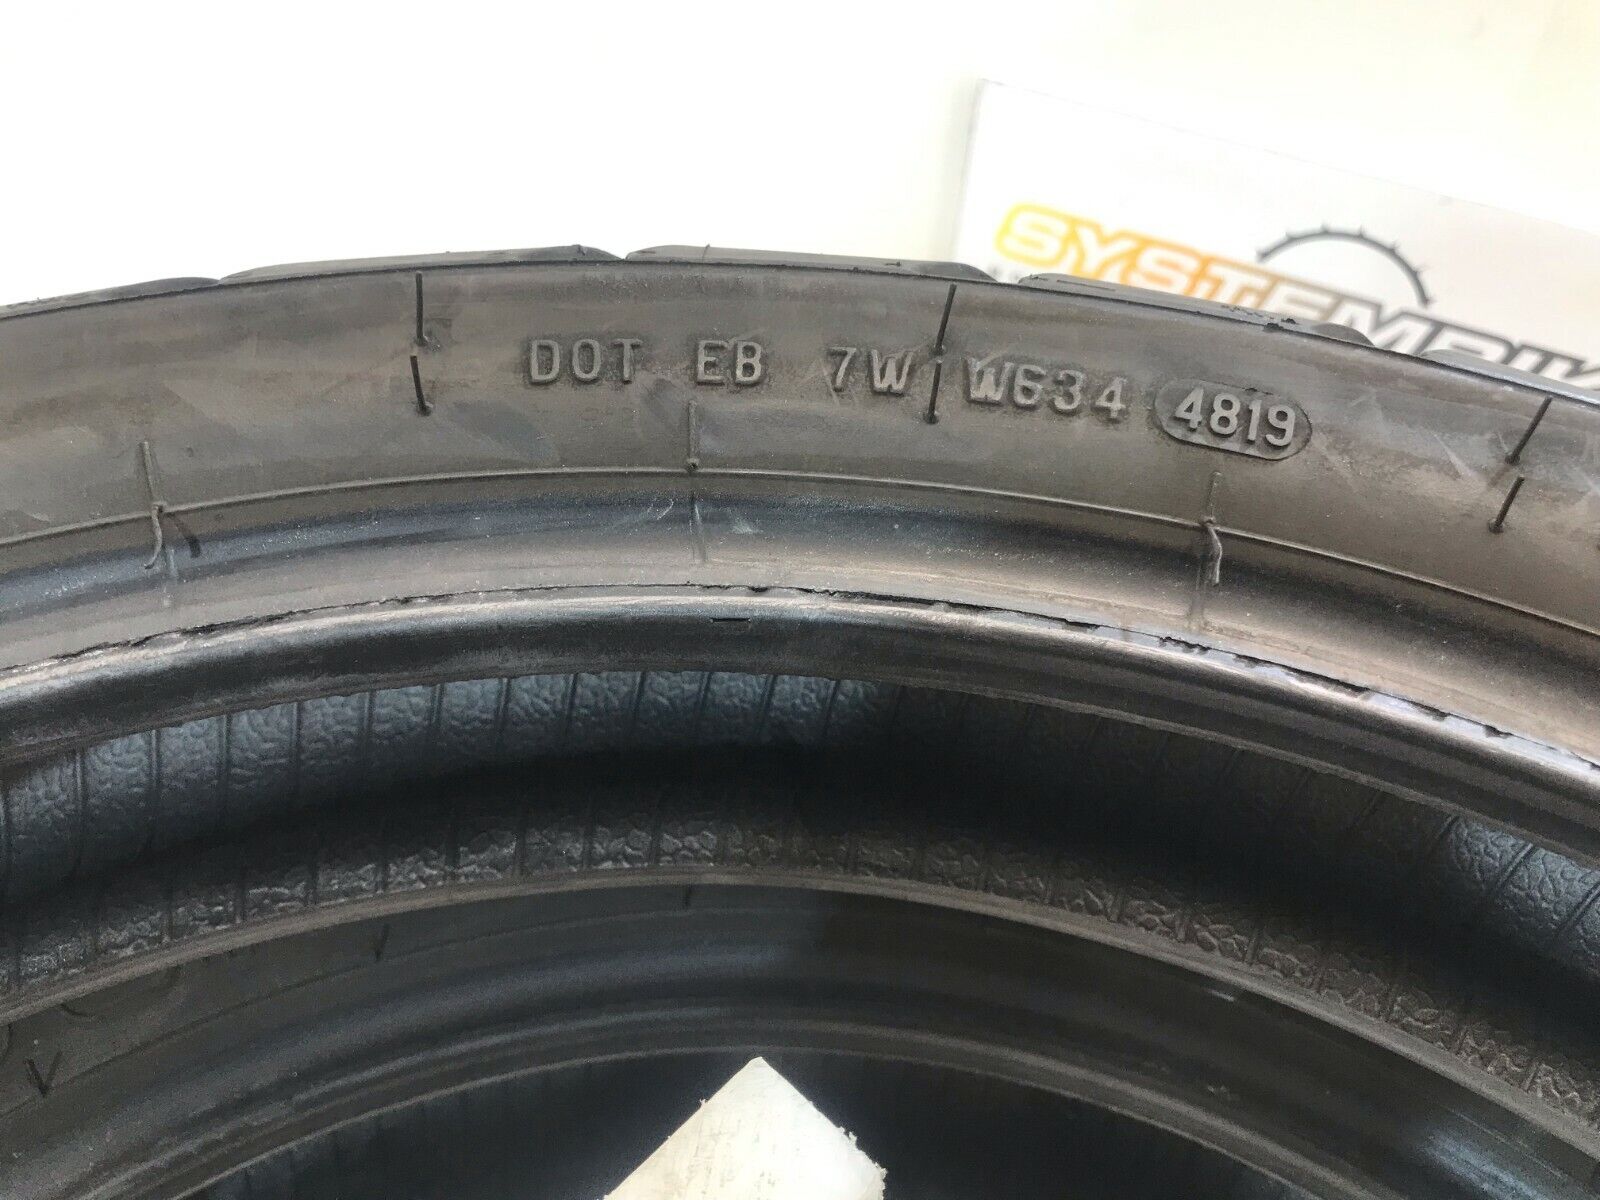 SYSTEMBIK
DOT EB 7W W634 4819